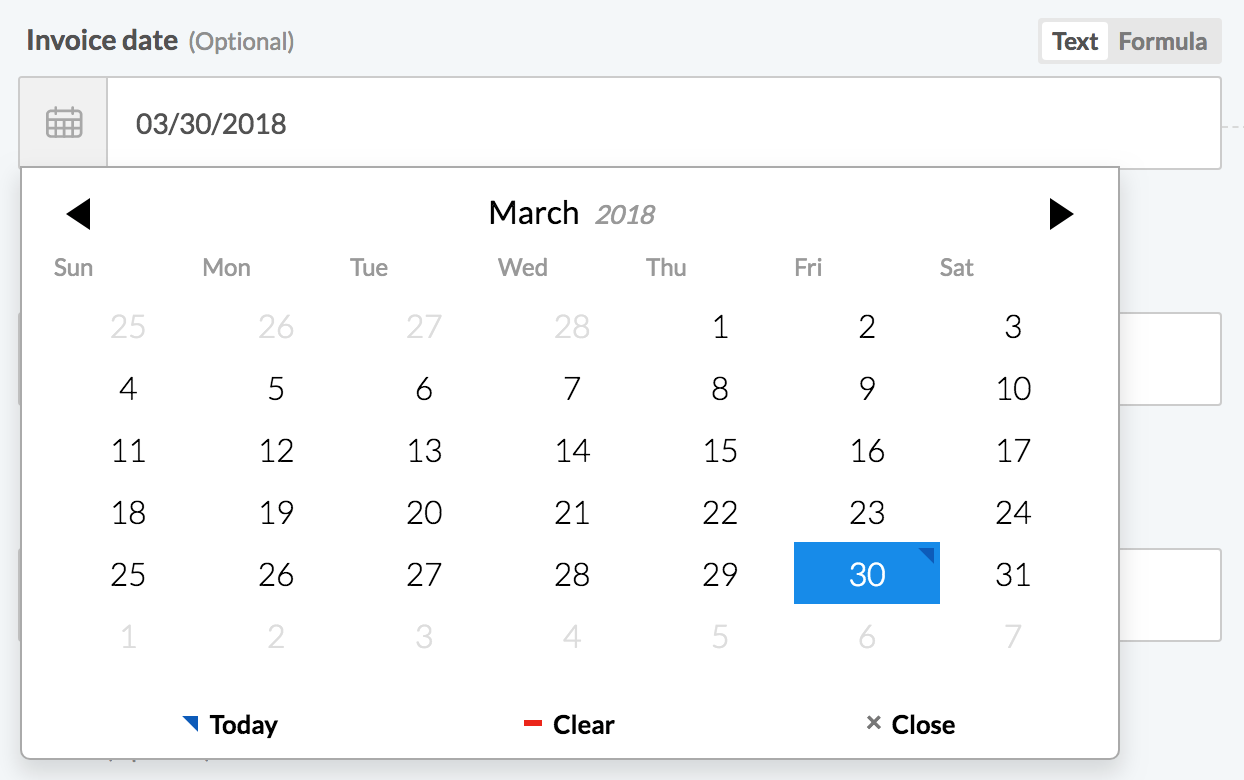 Invoice date (Optional) Text Formula
03/30/2018
March 2018
Sun Mon Tue Wed Thu Fri Sat
25 26 27 28 1 2 3
4 5 6 7 8 9 10
11 12 13 14 15 16 17
18 19 20 21 22 23 24
25 26 27 28 29 30 31
1 2 3 4 5 6 7
Today Clear × Close